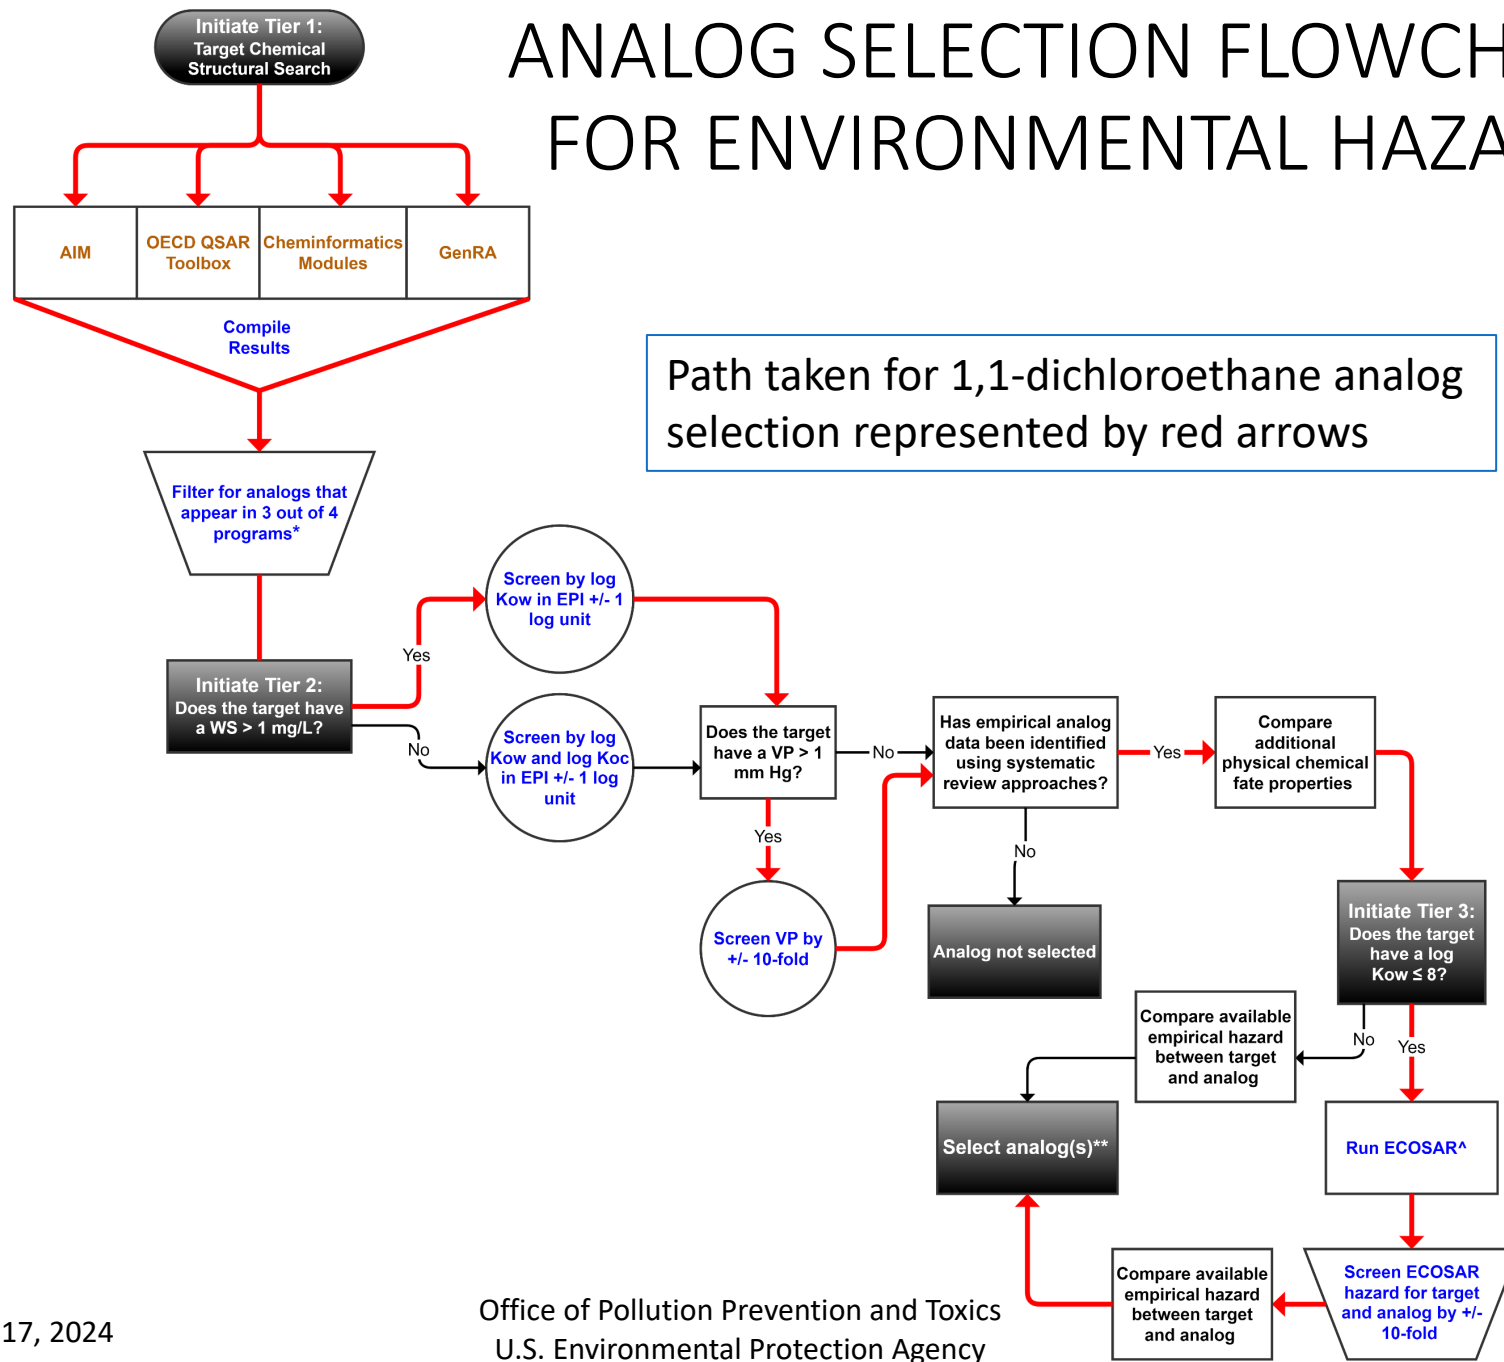 Initiate Tier 1:
Target Chemical
Structural Search
ANALOG SELECTION FLOWCH
FOR ENVIRONMENTAL HAZA
AIM
OECD QSAR
Toolbox
Cheminformatics
Modules
GenRA
Compile
Results
Path taken for 1,1-dichloroethane analog
selection represented by red arrows
Filter for analogs that
appear in 3 out of 4
programs*
Initiate Tier 2:
Does the target have
a WS > 1 mg/L?
Yes
No
Screen by log
Kow in EPI +/- 1
log unit
Screen by log
Kow and log Koc
in EPI +/- 1 log
unit
Does the target
have a VP > 1
mm Hg?
No
Yes
Screen VP by
+/- 10-fold
Has empirical analog
data been identified
using systematic
review approaches?
Yes
No
Analog not selected
Compare
additional
physical chemical
fate properties
Initiate Tier 3:
Does the target
have a log
Kow ≤ 8?
No
Yes
Compare available
empirical hazard
between target
and analog
Select analog(s)**
Run ECOSAR^
Screen ECOSAR
hazard for target
and analog by +/-
10-fold
Compare available
empirical hazard
between target
and analog
17, 2024
Office of Pollution Prevention and Toxics
U.S. Environmental Protection Agency